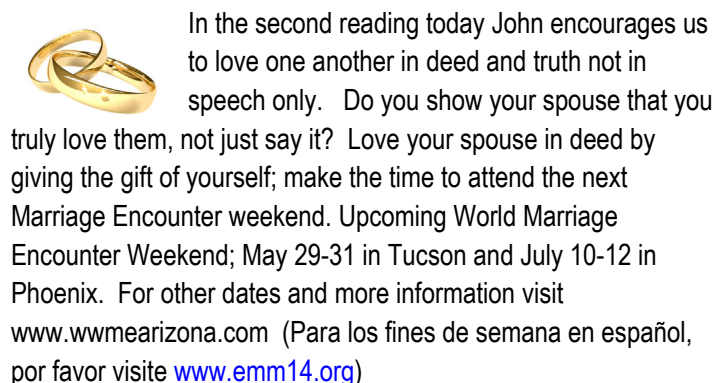 In the second reading today John encourages us
to love one another in deed and truth not in
speech only.   Do you show your spouse that you
truly love them, not just say it?  Love your spouse in deed by
giving the gift of yourself; make the time to attend the next
Marriage Encounter weekend. Upcoming World Marriage
Encounter Weekend; May 29-31 in Tucson and July 10-12 in
Phoenix.  For other dates and more information visit
www.wwmearizona.com  (Para los fines de semana en español,
por favor visite www.emm14.org)